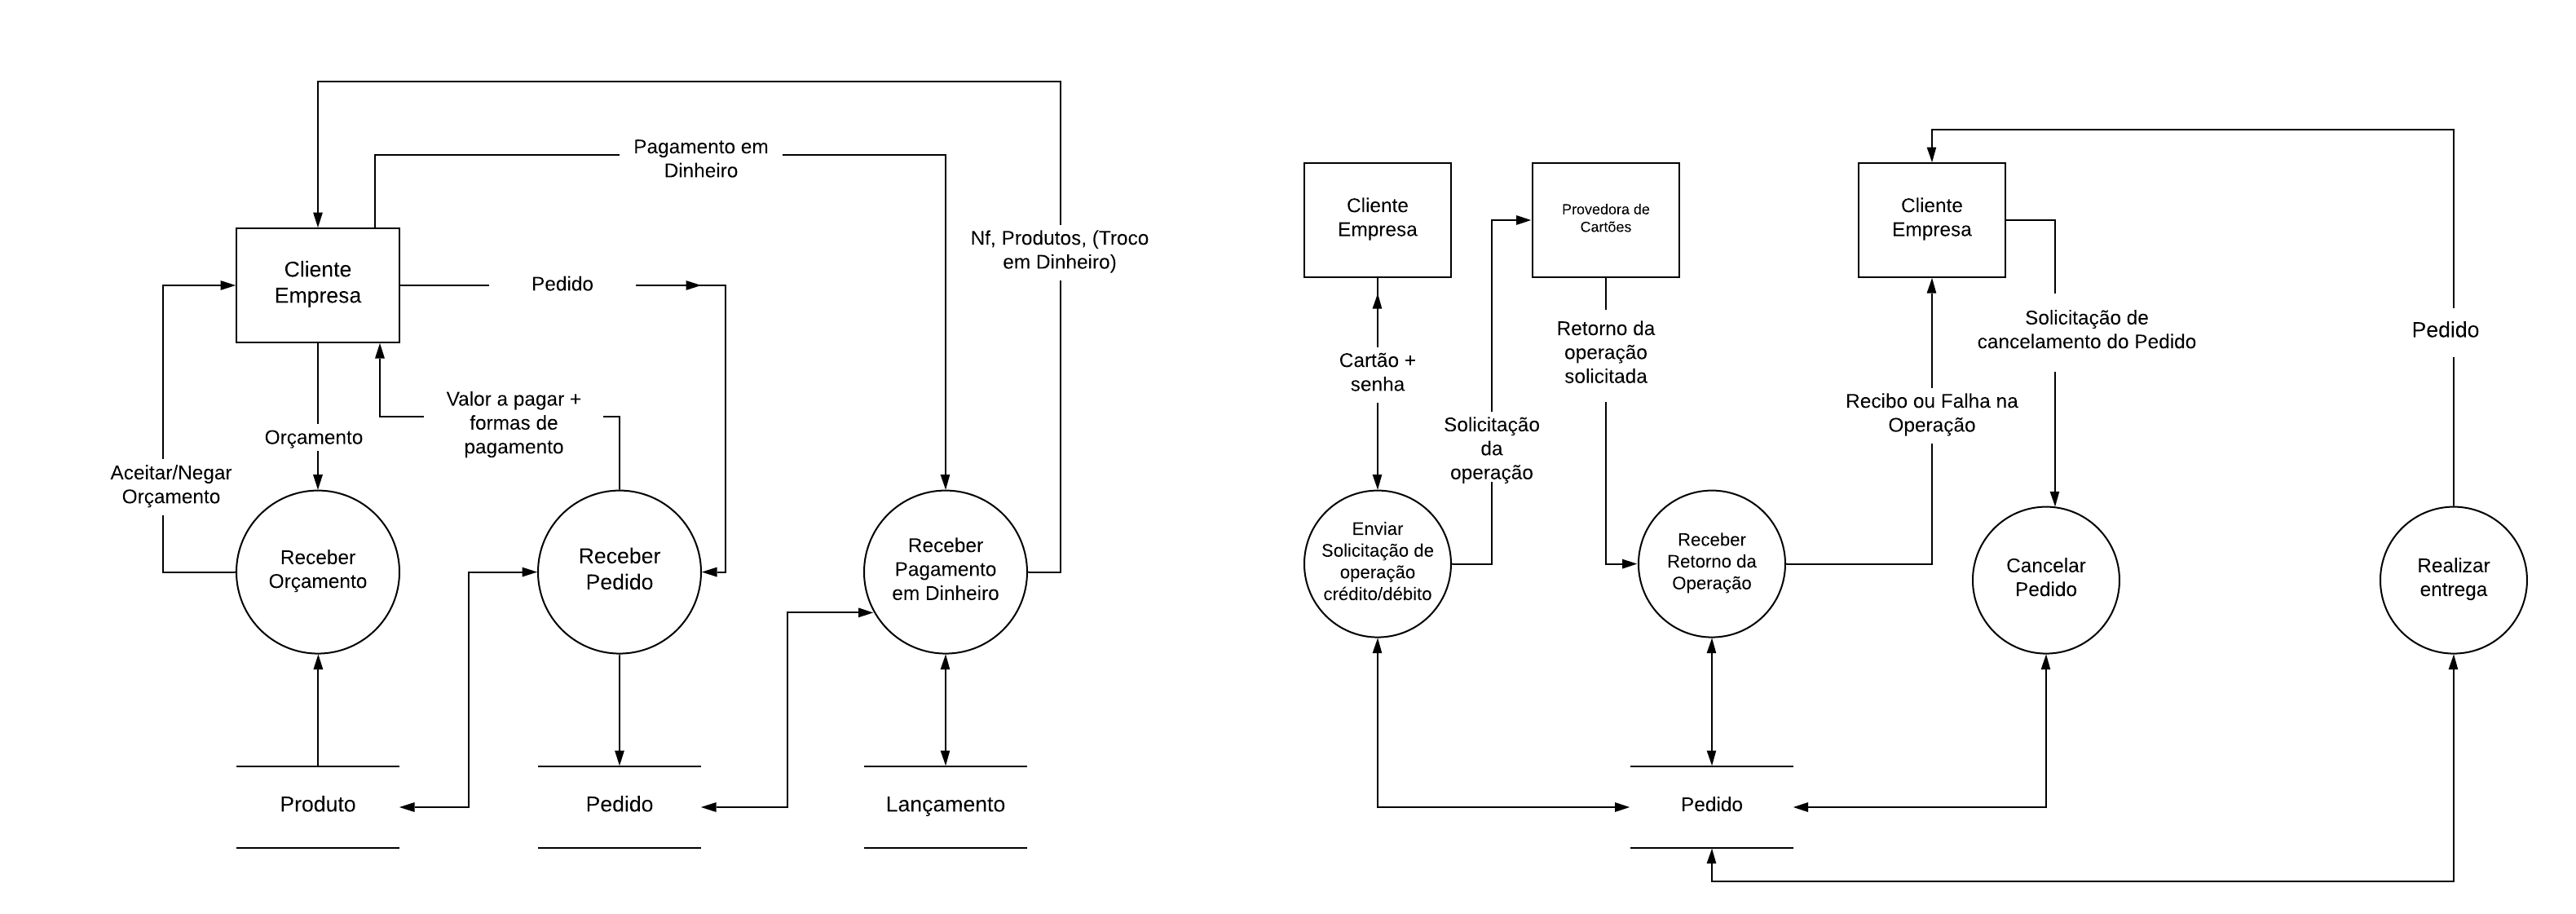 Pagamento em
Dinheiro
Nf, Produtos, (Troco
em Dinheiro)
Cliente
Empresa
Pedido
Valor a pagar +
formas de
pagamento
Orçamento
Aceitar/Negar
Orçamento
Receber
Orçamento
Receber
Pedido
Receber
Pagamento
em Dinheiro
Produto
Pedido
Lançamento
Cliente
Empresa
Provedora de
Cartões
Cliente
Empresa
Cartão +
senha
Solicitação
da
operação
Retorno da
operação
solicitada
Recibo ou Falha na
Operação
Solicitação de
cancelamento do Pedido
Pedido
Enviar
Solicitação de
operação
crédito/débito
Receber
Retorno da
Operação
Cancelar
Pedido
Realizar
entrega
Pedido